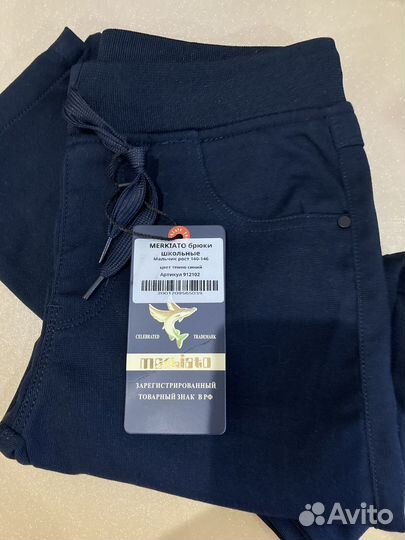 MERKIATO брюки
школьные
Мальчик рост 140-146
цвет темно синий
Артикул 912102
2001209565039
CELEBRATED TRADEMARK
merkiato
ЗАРЕГИСТРИРОВАННЫЙ
ТОВАРНЫЙ ЗНАК В РФ
Avito